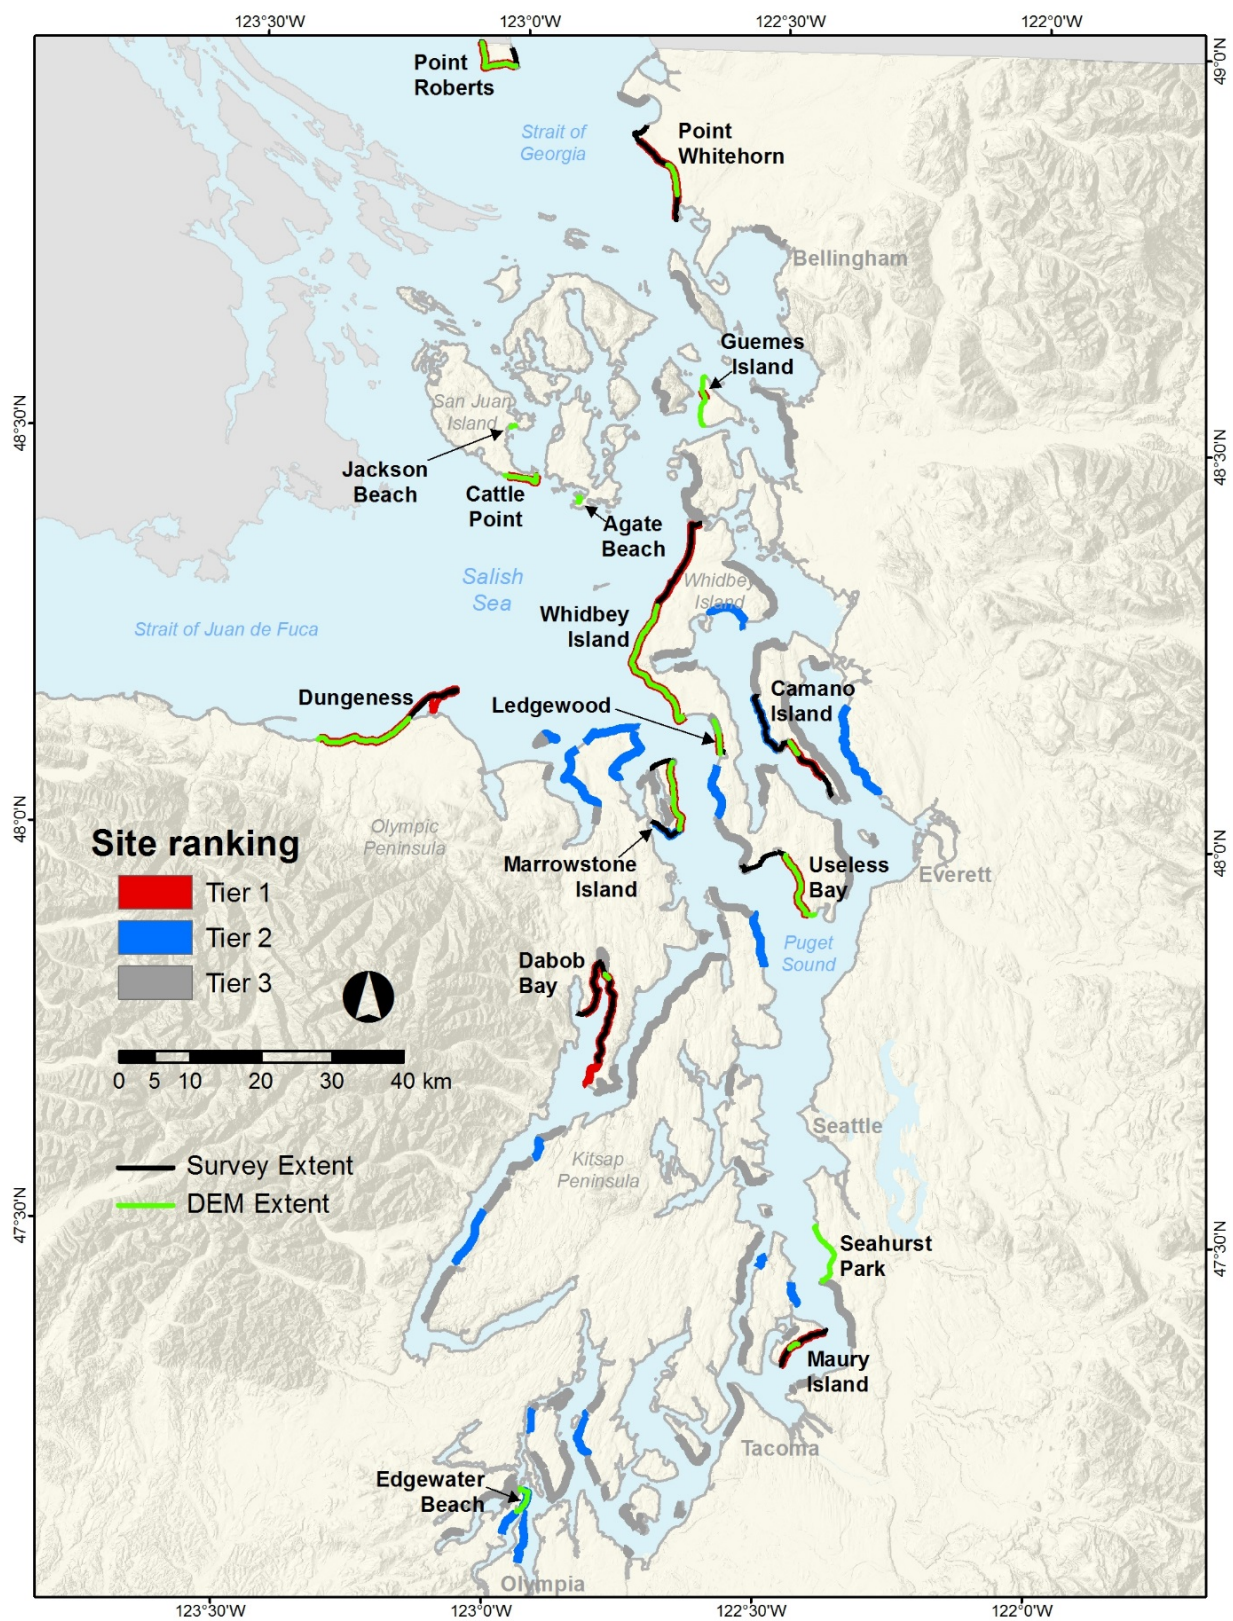 123°30'W
123°0'W
122°30'W
122°0'W
49°0'N
Point
Roberts
Strait of
Georgia
Point
Whitehorn
Bellingham
Guemes
Island
San Juan
Island
48°30'N
48°30'N
Jackson
Beach
Cattle
Point
Agate
Beach
Salish
Sea
Whidbey
Island
Whidbey
Island
Strait of Juan de Fuca
Dungeness
Ledgewood
Camano
Island
48°0'N
48°0'N
Olympic
Peninsula
Site ranking
Tier 1
Tier 2
Tier 3
Marrowstone
Island
Useless
Bay
Everett
Puget
Sound
Dabob
Bay
0 5 10 20 30 40 km
Seattle
Survey Extent
DEM Extent
Kitsap
Peninsula
47°30'N
47°30'N
Seahurst
Park
Maury
Island
Tacoma
Edgewater
Beach
Olympia
123°30'W
123°0'W
122°30'W
122°0'W